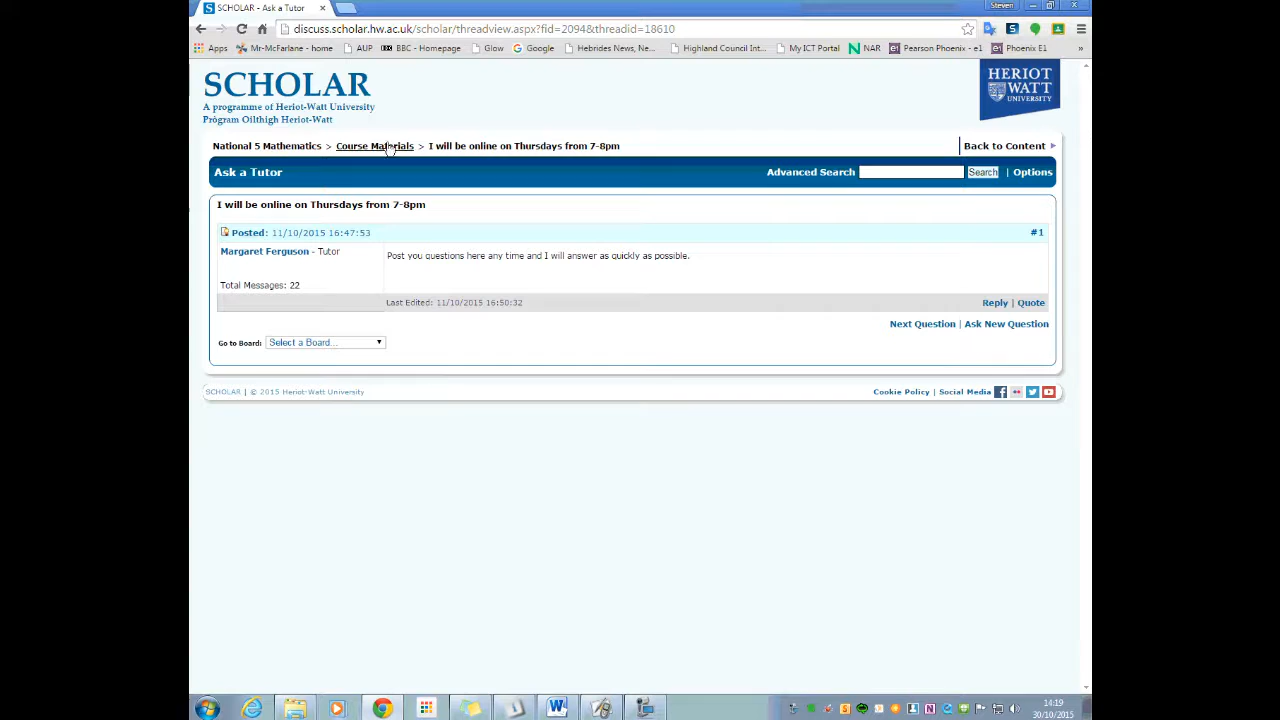 SCHOLAR - Ask a Tutor
Steven
discuss.scholar.hw.ac.uk/scholar/threadview.aspx?fid=2094&threadid=18610
Apps Mr-McFarlane - home AUP BBC - Homepage Glow Google Hebrides News, Ne... Highland Council Int... My ICT Portal NAR Pearson Phoenix - e1 Phoenix E1 »
SCHOLAR
A programme of Heriot-Watt University
Prògram Oilthigh Heriot-Watt
HERIOT
WATT
UNIVERSITY
National 5 Mathematics > Course Materials > I will be online on Thursdays from 7-8pm Back to Content
Ask a Tutor Advanced Search Search | Options
I will be online on Thursdays from 7-8pm
Posted: 11/10/2015 16:47:53 #1
Margaret Ferguson - Tutor
Post you questions here any time and I will answer as quickly as possible.
Total Messages: 22
Last Edited: 11/10/2015 16:50:32 Reply | Quote
Next Question | Ask New Question
Go to Board: Select a Board...
SCHOLAR | © 2015 Heriot-Watt University Cookie Policy | Social Media
14:19
30/10/2015